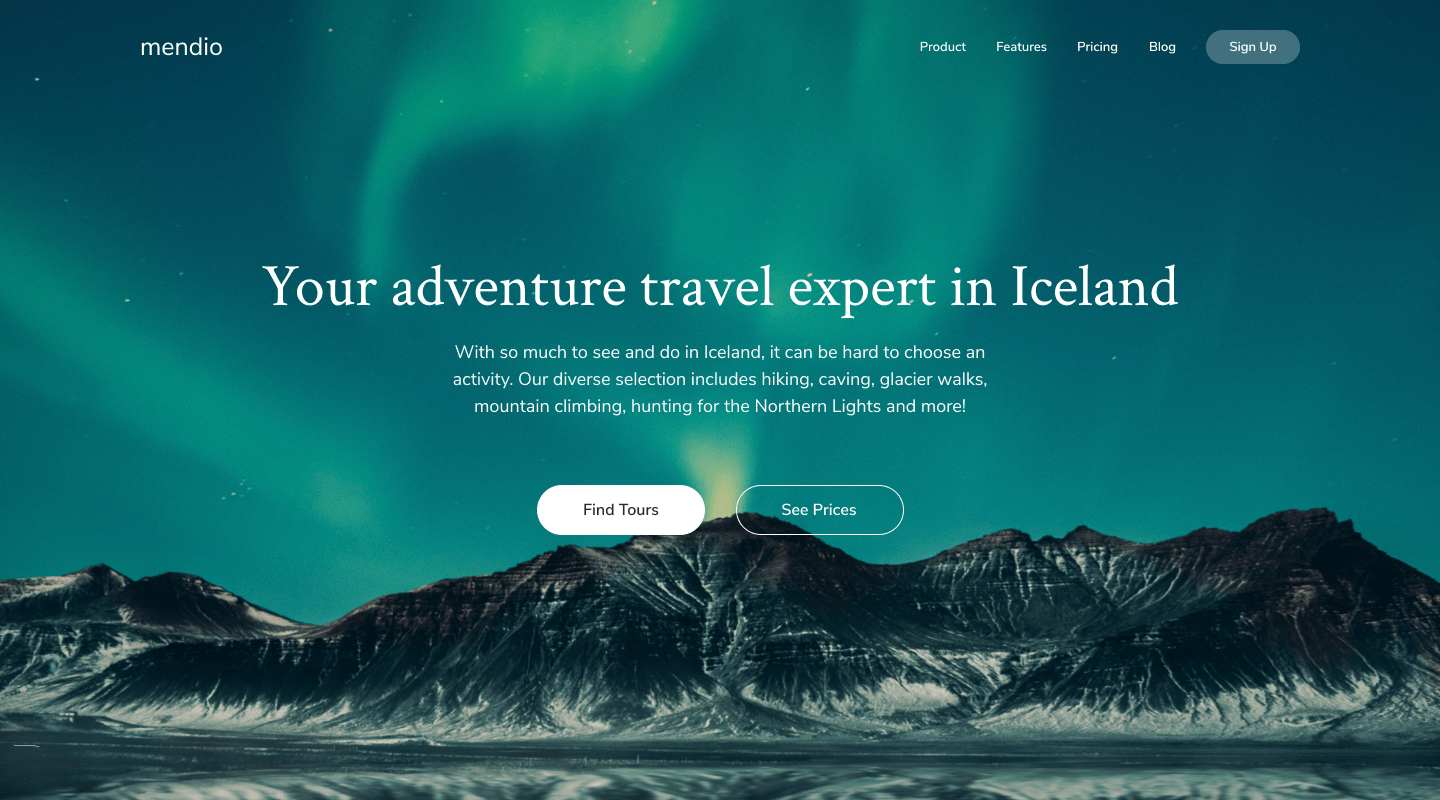 mendio
Product
Features
Pricing
Blog
Sign Up
Your adventure travel expert in Iceland
With so much to see and do in Iceland, it can be hard to choose an
activity. Our diverse selection includes hiking, caving, glacier walks,
mountain climbing, hunting for the Northern Lights and more!
Find Tours
See Prices